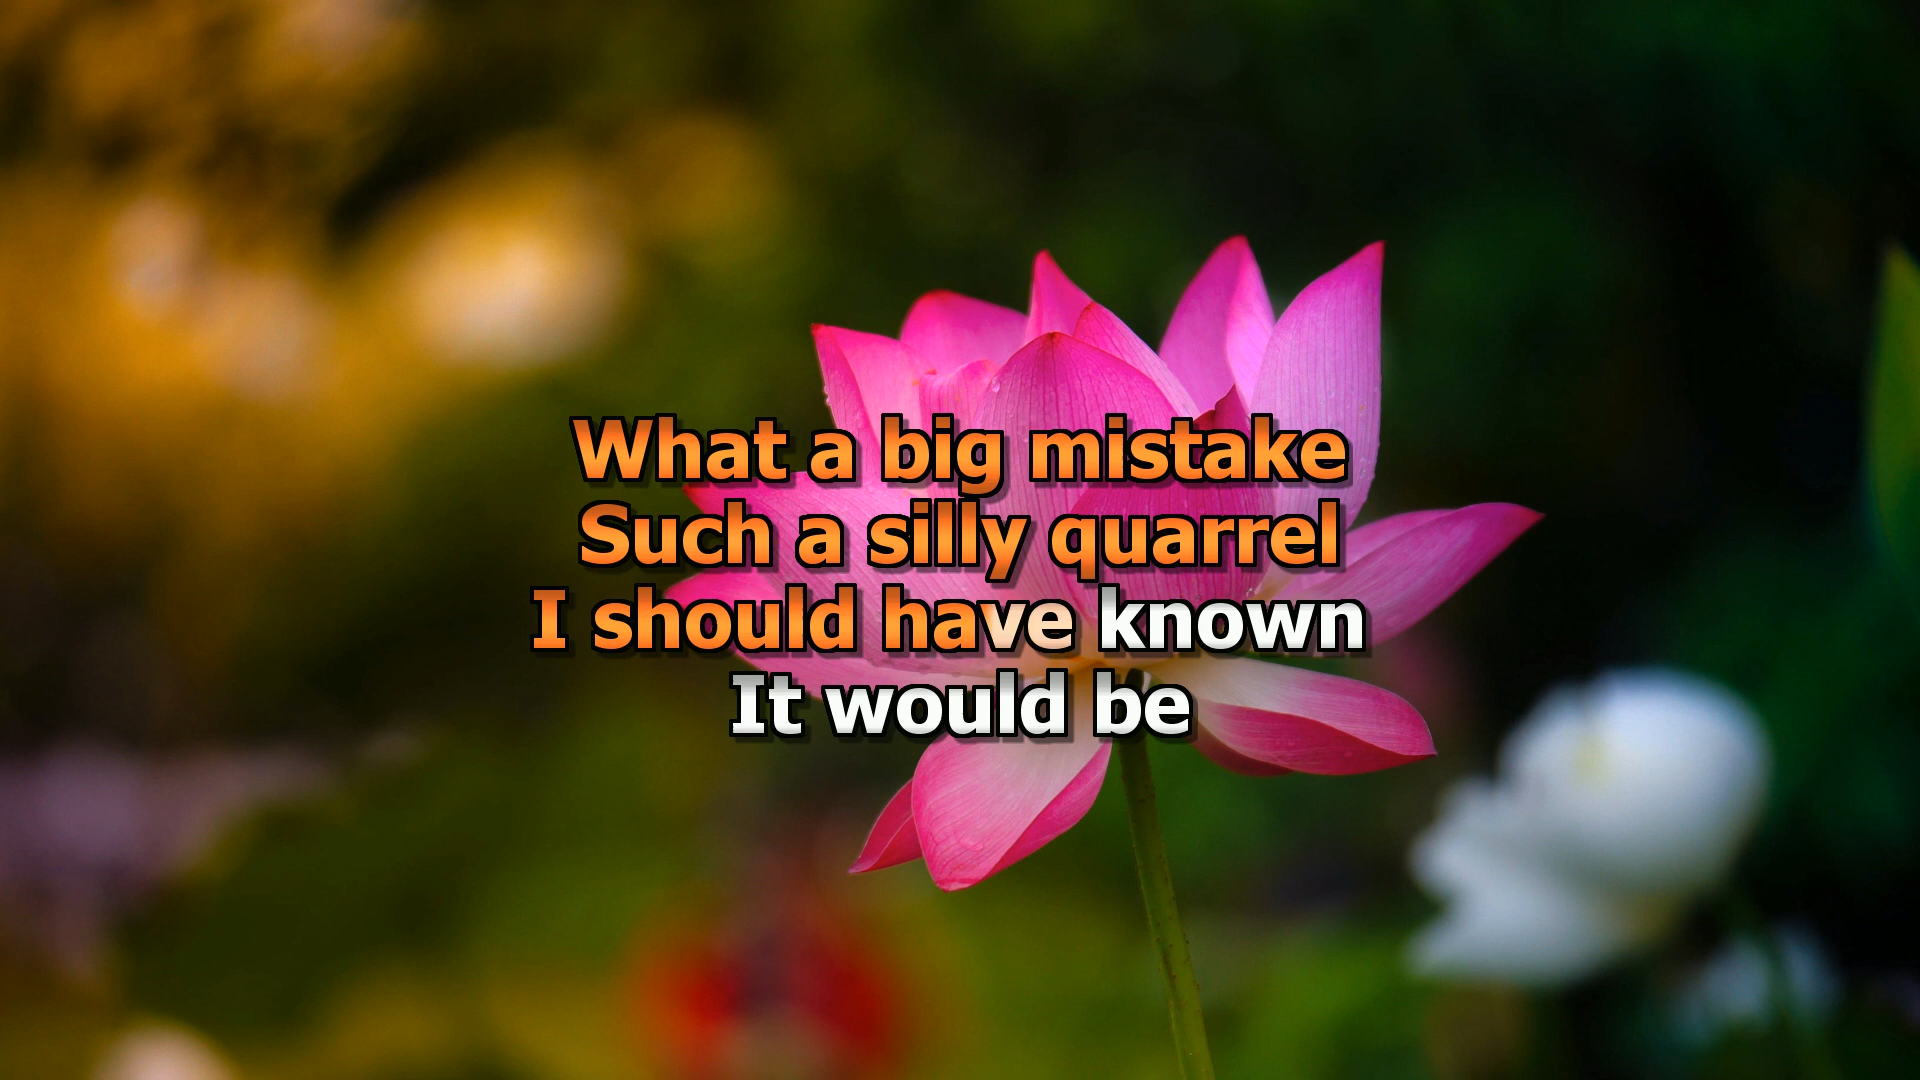 What a big mistake
Such a silly quarrel
I should have known
It would be